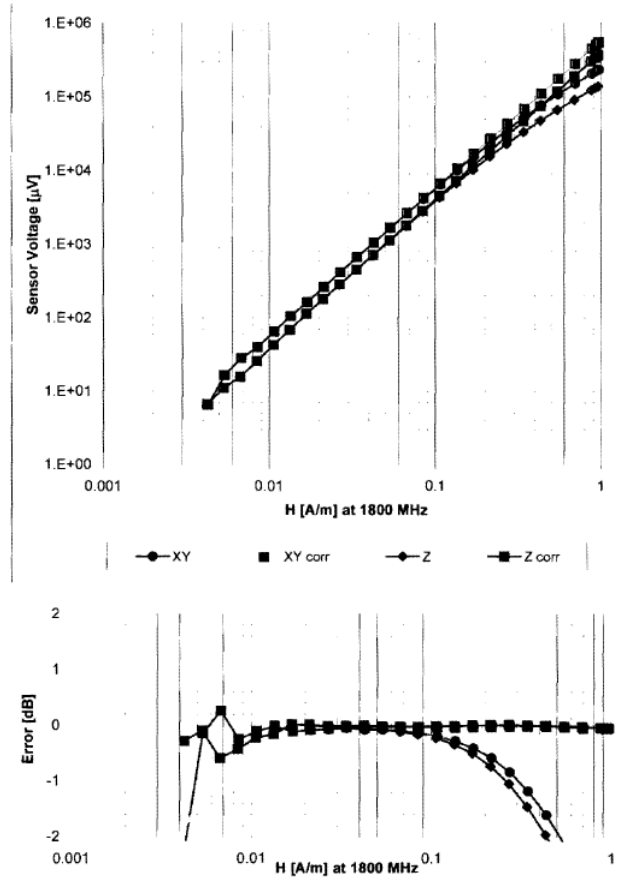 1.E+06
1.E+05
1.E+04
1.E+03
1.E+02
1.E+01
1.E+00
Sensor Voltage [µV]
0.001 0.01 0.1 1
H [A/m] at 1800 MHz
XY XY corr Z Z corr
2
1
0
-1
-2
Error [dB]
0.001 0.01 0.1 1
H [A/m] at 1800 MHz